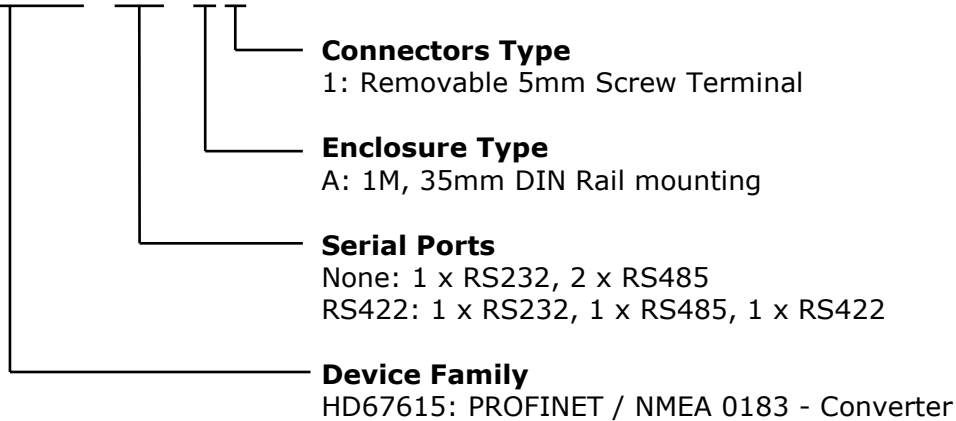 Connectors Type
1: Removable 5mm Screw Terminal
Enclosure Type
A: 1M, 35mm DIN Rail mounting
Serial Ports
None: 1 x RS232, 2 x RS485
RS422: 1 x RS232, 1 x RS485, 1 x RS422
Device Family
HD67615: PROFINET / NMEA 0183 - Converter